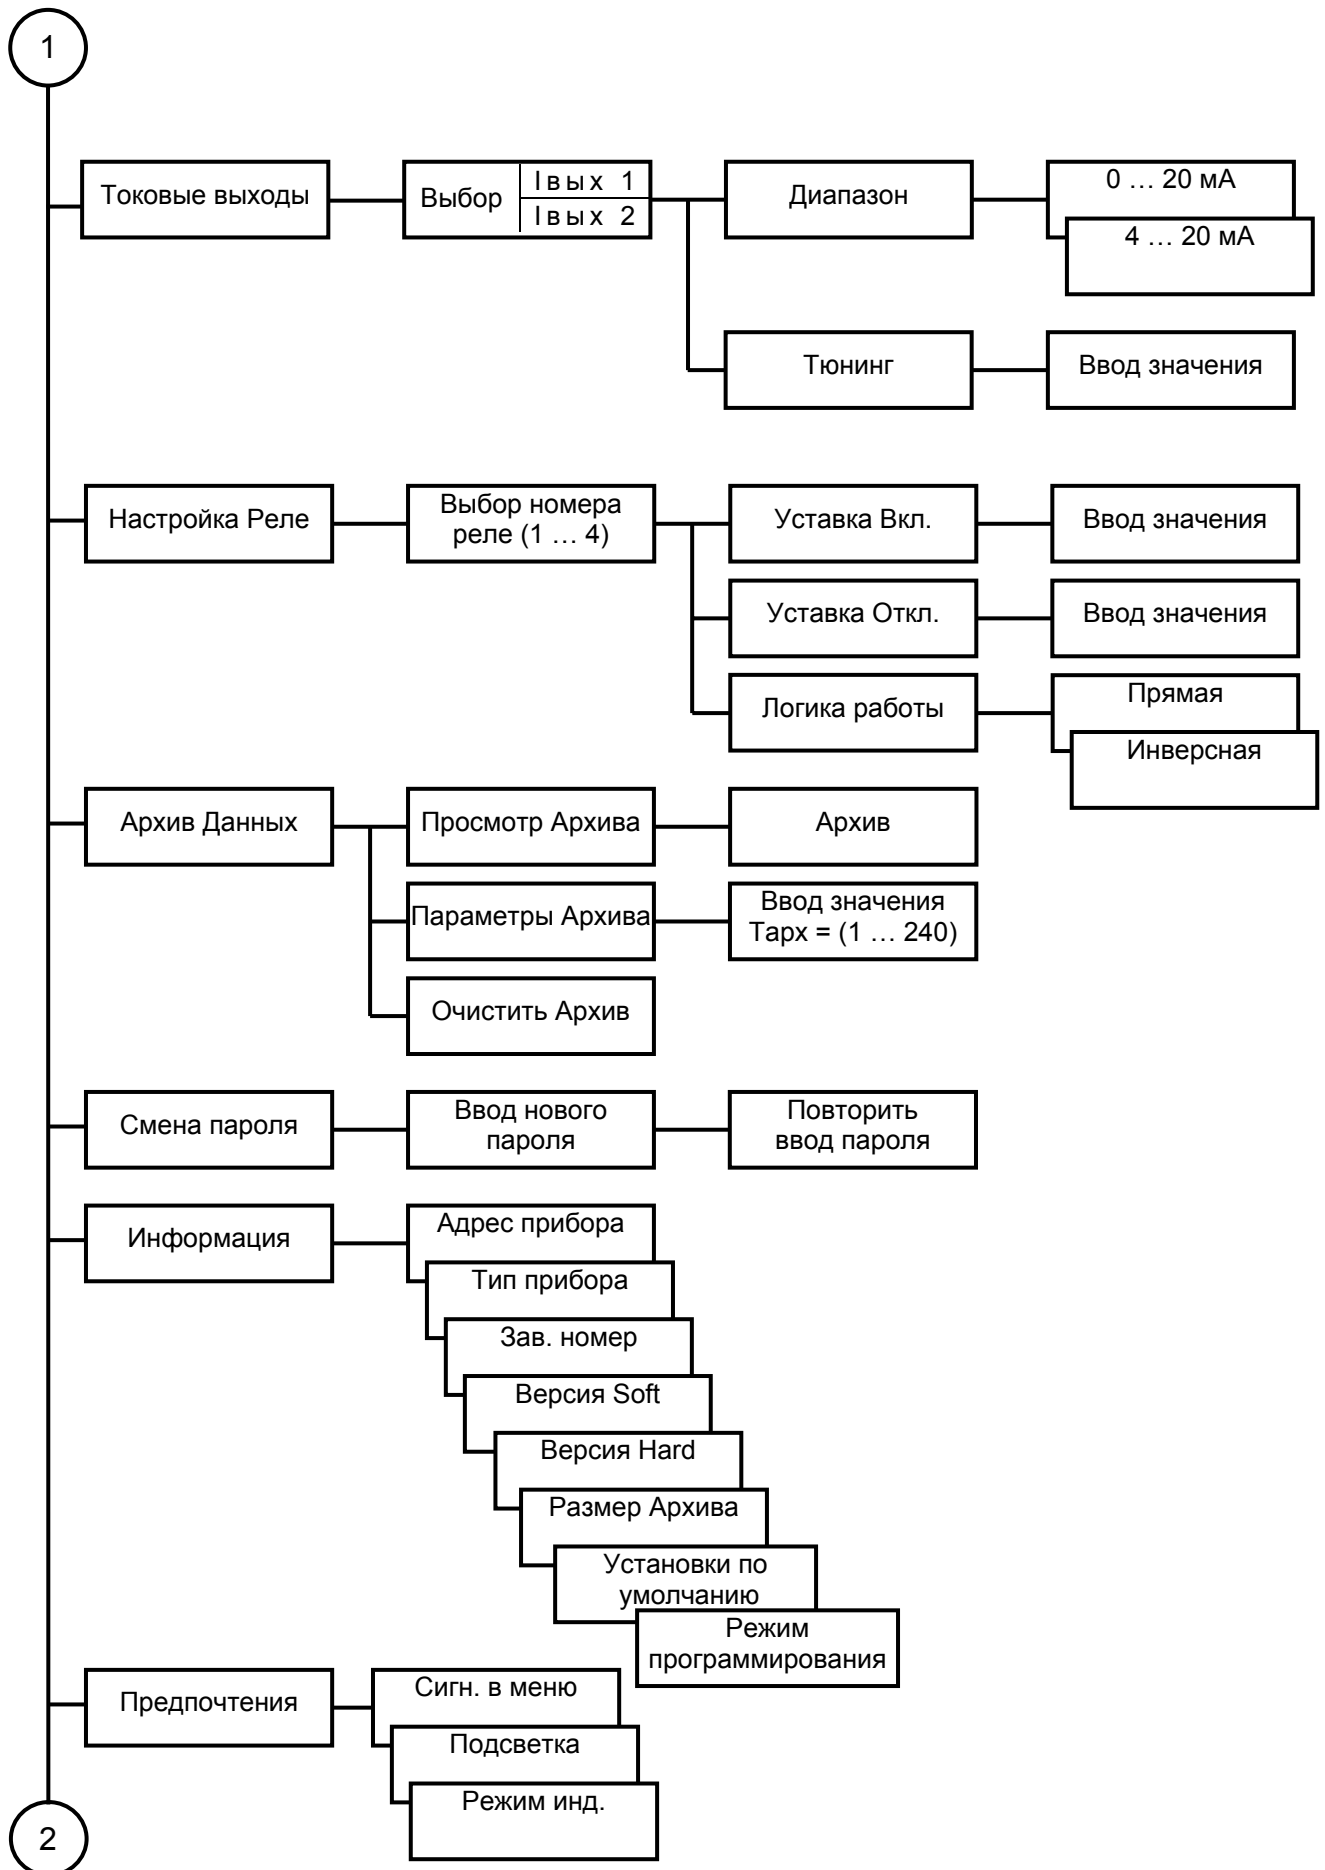 1
Токовые выходы
Выбор
Iвых 1
Iвых 2
Диапазон
0 … 20 мА
4 … 20 мА
Тюнинг
Ввод значения
Настройка Реле
Выбор номера
реле (1 … 4)
Уставка Вкл.
Ввод значения
Уставка Откл.
Ввод значения
Логика работы
Прямая
Инверсная
Архив Данных
Просмотр Архива
Архив
Параметры Архива
Ввод значения
Тарх = (1 … 240)
Очистить Архив
Смена пароля
Ввод нового
пароля
Повторить
ввод пароля
Информация
Адрес прибора
Тип прибора
Зав. номер
Версия Soft
Версия Hard
Размер Архива
Установки по
умолчанию
Режим
программирования
Предпочтения
Сигн. в меню
Подсветка
Режим инд.
2